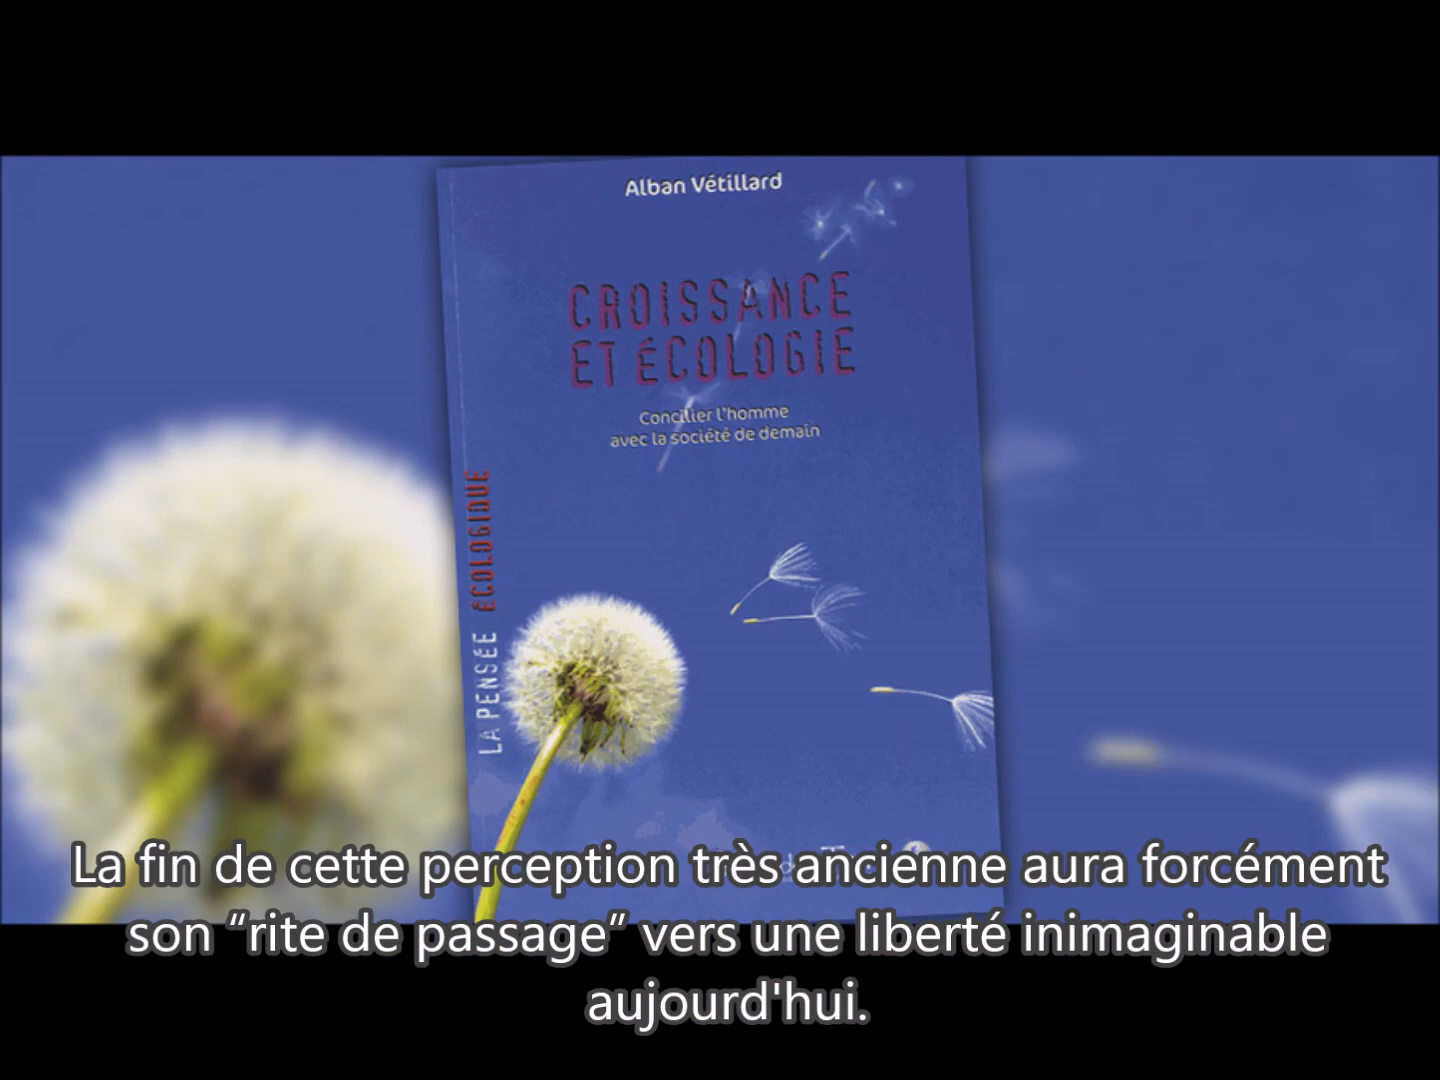 Alban Vétillard
CROISSANCE
ET ÉCOLOGIE
Concilier l'homme
avec la société de demain
LA PENSÉE ÉCOLOGIQUE
La fin de cette perception très ancienne aura forcément
son “rite de passage” vers une liberté inimaginable
aujourd'hui.